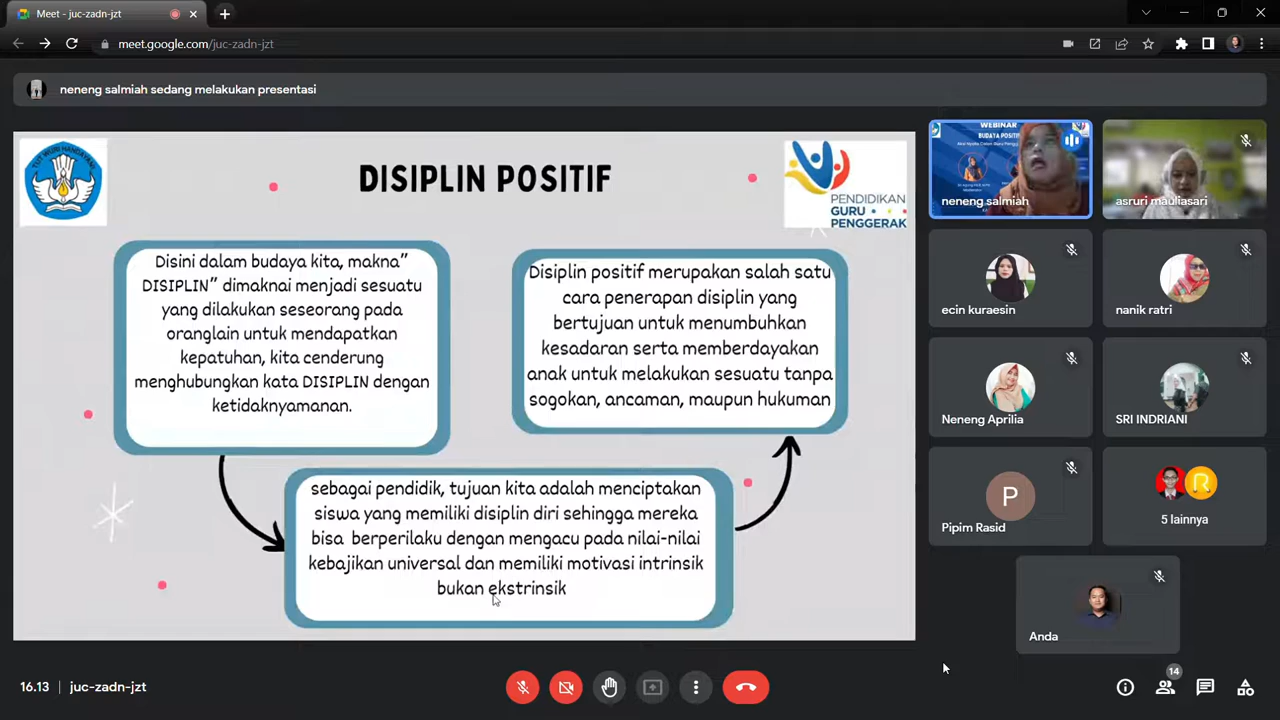 Meet - juc-zadn-jzt
meet.google.com/juc-zadn-jzt
neneng salmiah sedang melakukan presentasi
TUT WURI HANDAYANI
DISIPLIN POSITIF
PENDIDIKAN
GURU
PENGGERAK
Disini dalam budaya kita, makna”
DISIPLIN” dimaknai menjadi sesuatu
yang dilakukan seseorang pada
oranglain untuk mendapatkan
kepatuhan, kita cenderung
menghubungkan kata DISIPLIN dengan
ketidaknyamanan.
Disiplin positif merupakan salah satu
cara penerapan disiplin yang
bertujuan untuk menumbuhkan
kesadaran serta memberdayakan
anak untuk melakukan sesuatu tanpa
sogokan, ancaman, maupun hukuman
sebagai pendidik, tujuan kita adalah menciptakan
siswa yang memiliki disiplin diri sehingga mereka
bisa berperilaku dengan mengacu pada nilai-nilai
kebajikan universal dan memiliki motivasi intrinsik
bukan ekstrinsik
WEBINAR
BUDAYA POSITIF
neneng salmiah
asruri mauliasari
ecin kuraesin
nanik ratri
Neneng Aprilia
SRI INDRIANI
P
Pipim Rasid
R
5 lainnya
Anda
16.13 | juc-zadn-jzt
14